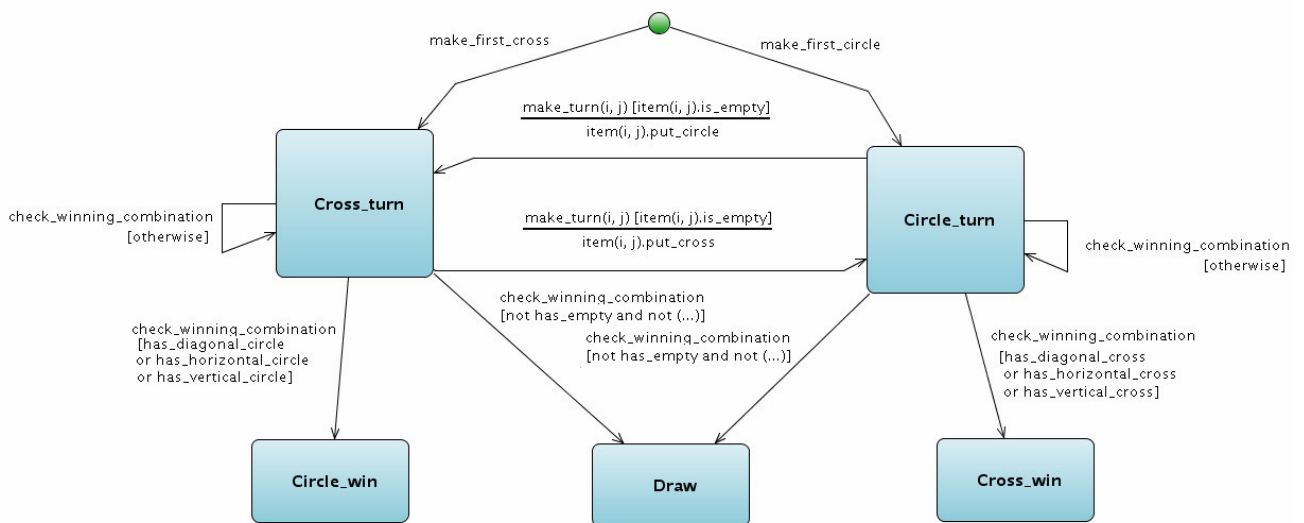 make_first_cross
make_first_circle
make_turn(i, j) [item(i, j).is_empty]
item(i, j).put_circle
Cross_turn
Circle_turn
check_winning_combination
[otherwise]
make_turn(i, j) [item(i, j).is_empty]
item(i, j).put_cross
check_winning_combination
[otherwise]
check_winning_combination
[not has_empty and not (...)]
check_winning_combination
[not has_empty and not (...)]
check_winning_combination
[has_diagonal_circle
or has_horizontal_circle
or has_vertical_circle]
check_winning_combination
[has_diagonal_cross
or has_horizontal_cross
or has_vertical_cross]
Circle_win
Draw
Cross_win